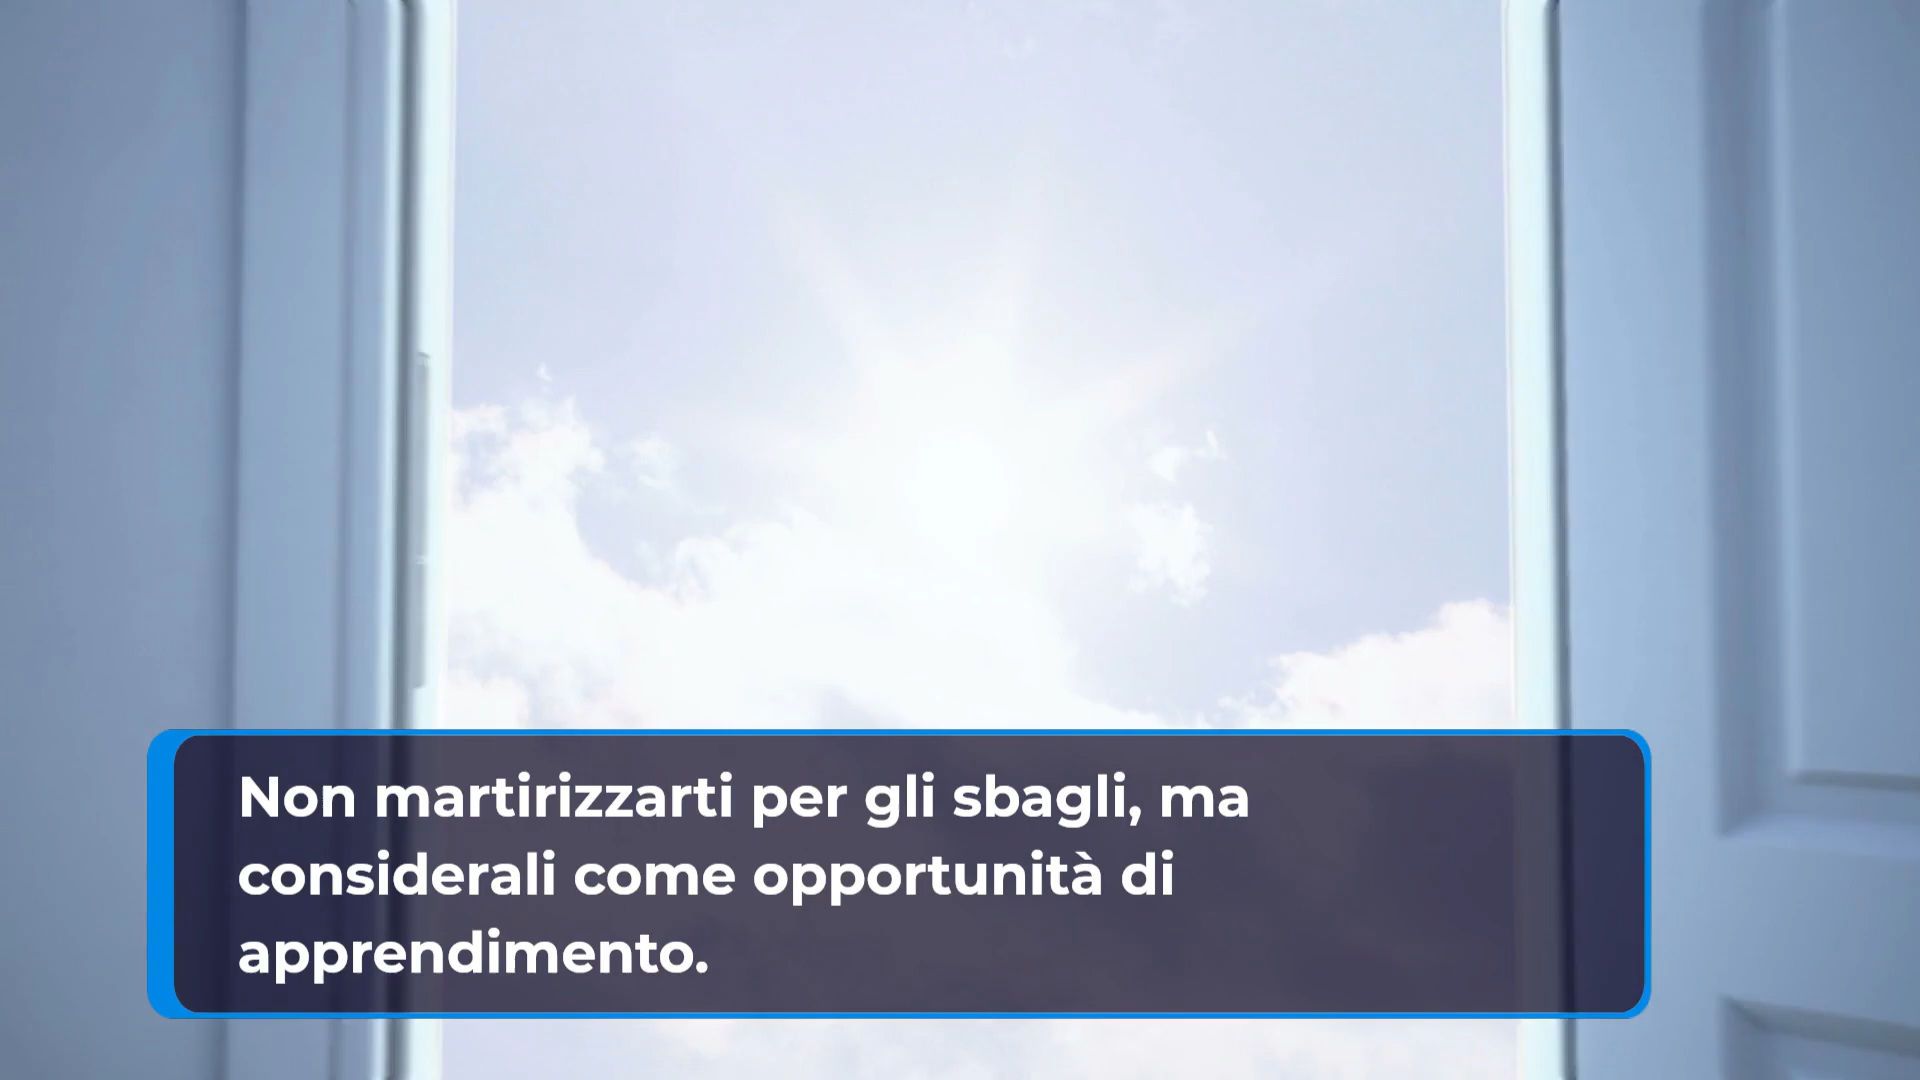 Non martirizzarti per gli sbagli, ma
considerali come opportunità di
apprendimento.